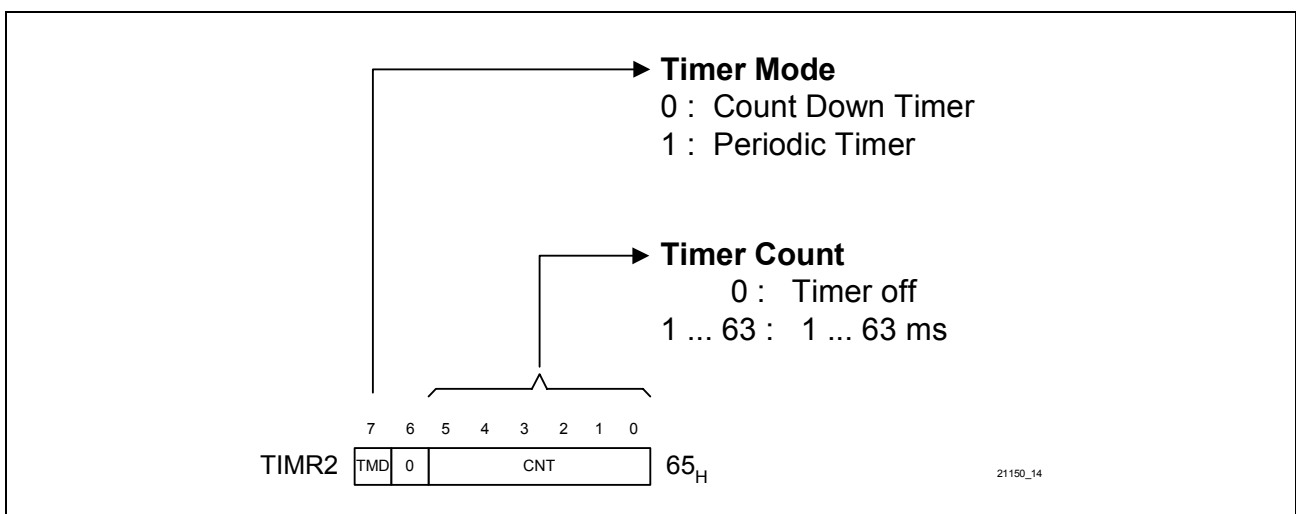 Timer Mode
0 : Count Down Timer
1 : Periodic Timer
Timer Count
0 : Timer off
1 ... 63 : 1 ... 63 ms
7 6 5 4 3 2 1 0
TIMR2 TMD 0 CNT 65H
21150_14